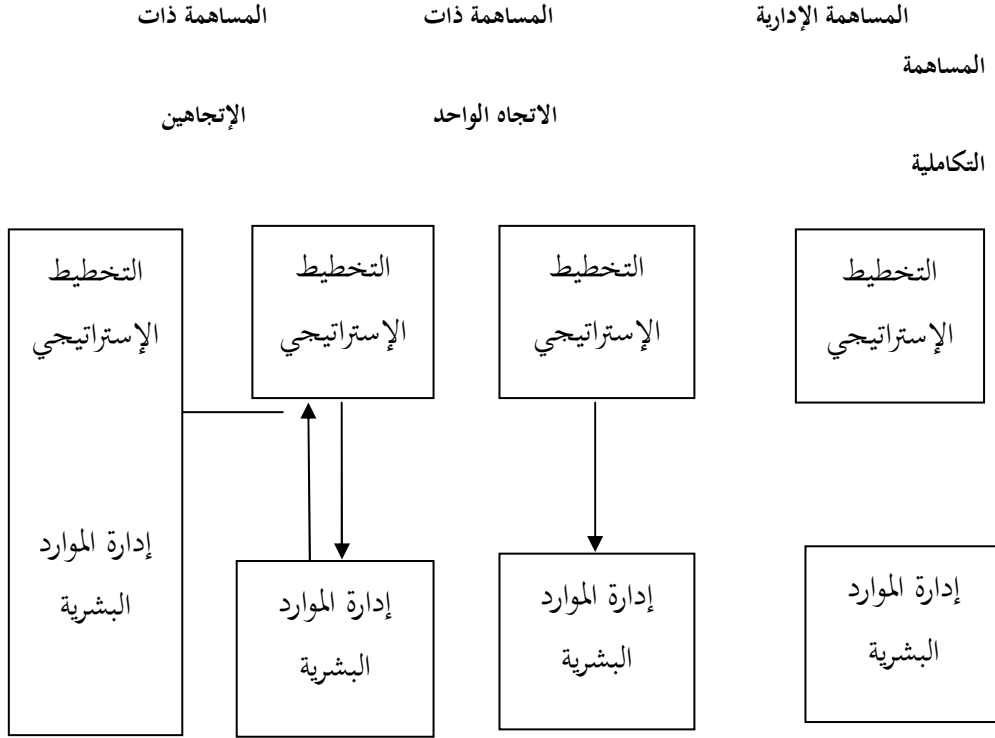 المساهمة الإدارية المساهمة ذات المساهمة ذات
المساهمة
الاتجاه الواحد الإتجاهين
التكاملية
التخطيط
الإستراتيجي
إدارة الموارد
البشرية
التخطيط
الإستراتيجي
إدارة الموارد
البشرية
التخطيط
الإستراتيجي
إدارة الموارد
البشرية
التخطيط
الإستراتيجي
إدارة الموارد
البشرية